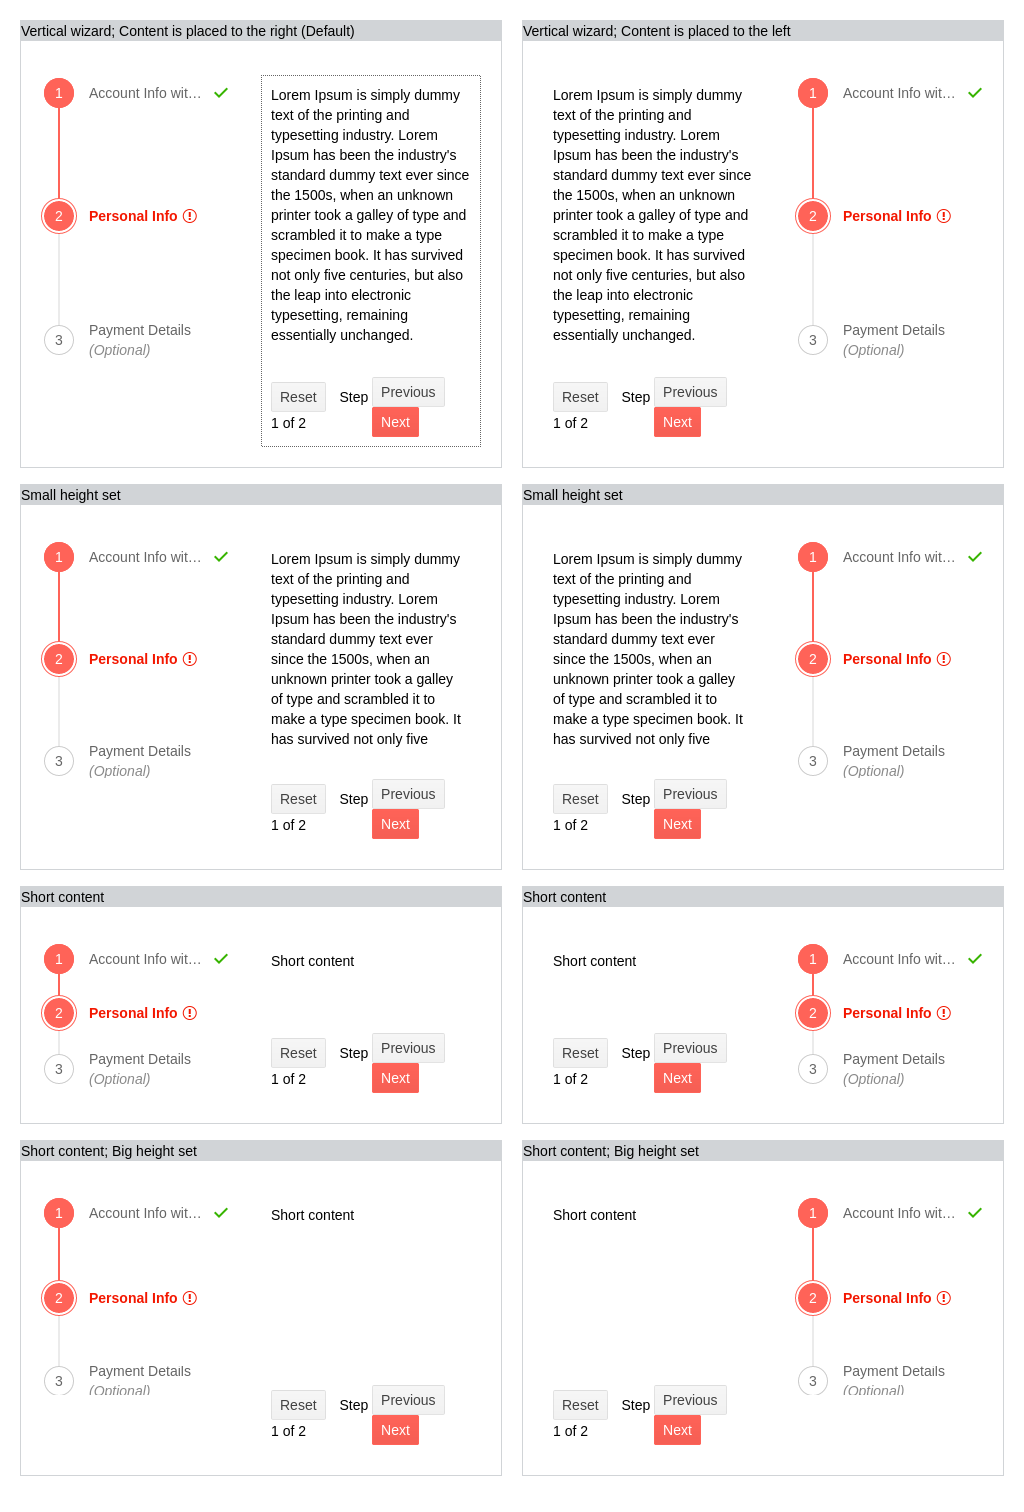 Vertical wizard; Content is placed to the right (Default)
1
Account Info wit...
2
Personal Info
3
Payment Details
(Optional)
Lorem Ipsum is simply dummy
text of the printing and
typesetting industry. Lorem
Ipsum has been the industry's
standard dummy text ever since
the 1500s, when an unknown
printer took a galley of type and
scrambled it to make a type
specimen book. It has survived
not only five centuries, but also
the leap into electronic
typesetting, remaining
essentially unchanged.
Reset Step Previous
1 of 2 Next
Vertical wizard; Content is placed to the left
Lorem Ipsum is simply dummy
text of the printing and
typesetting industry. Lorem
Ipsum has been the industry's
standard dummy text ever since
the 1500s, when an unknown
printer took a galley of type and
scrambled it to make a type
specimen book. It has survived
not only five centuries, but also
the leap into electronic
typesetting, remaining
essentially unchanged.
Reset Step Previous
1 of 2 Next
1
Account Info wit...
2
Personal Info
3
Payment Details
(Optional)
Small height set
1
Account Info wit...
2
Personal Info
3
Payment Details
(Optional)
Lorem Ipsum is simply dummy
text of the printing and
typesetting industry. Lorem
Ipsum has been the industry's
standard dummy text ever
since the 1500s, when an
unknown printer took a galley
of type and scrambled it to
make a type specimen book. It
has survived not only five
Reset Step Previous
1 of 2 Next
Small height set
Lorem Ipsum is simply dummy
text of the printing and
typesetting industry. Lorem
Ipsum has been the industry's
standard dummy text ever
since the 1500s, when an
unknown printer took a galley
of type and scrambled it to
make a type specimen book. It
has survived not only five
Reset Step Previous
1 of 2 Next
1
Account Info wit...
2
Personal Info
3
Payment Details
(Optional)
Short content
1
Account Info wit...
2
Personal Info
3
Payment Details
(Optional)
Short content
Reset Step Previous
1 of 2 Next
Short content
Short content
Reset Step Previous
1 of 2 Next
1
Account Info wit...
2
Personal Info
3
Payment Details
(Optional)
Short content; Big height set
1
Account Info wit...
2
Personal Info
3
Payment Details
(Optional)
Short content
Reset Step Previous
1 of 2 Next
Short content; Big height set
Short content
Reset Step Previous
1 of 2 Next
1
Account Info wit...
2
Personal Info
3
Payment Details
(Optional)